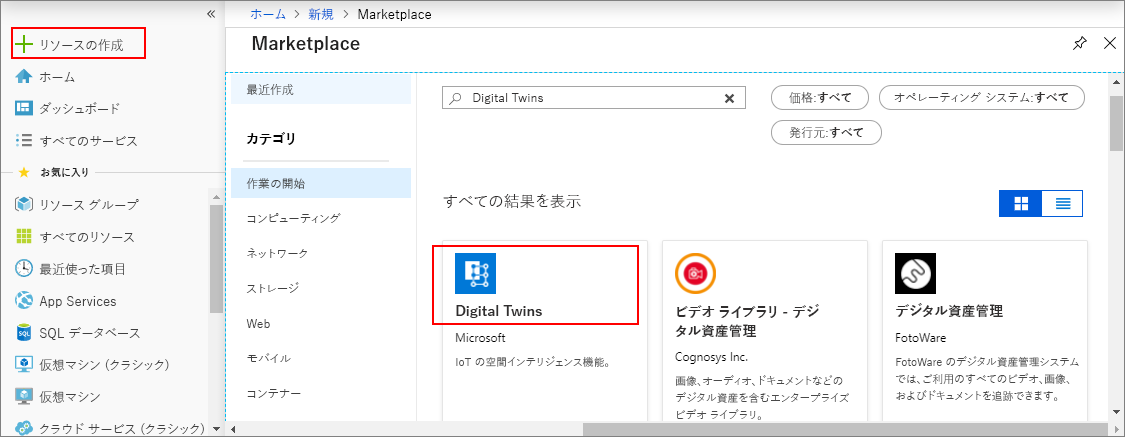 «
リソースの作成
ホーム
ダッシュボード
すべてのサービス
お気に入り
リソース グループ
すべてのリソース
最近使った項目
App Services
SQL データベース
仮想マシン (クラシック)
仮想マシン
クラウド サービス (クラシック)
ホーム > 新規 > Marketplace
Marketplace
最近作成
カテゴリ
作業の開始
コンピューティング
ネットワーク
ストレージ
Web
モバイル
コンテナー
Digital Twins
価格:すべて
オペレーティング システム:すべて
発行元:すべて
すべての結果を表示
Digital Twins
Microsoft
IoT の空間インテリジェンス機能。
ビデオ ライブラリ - デジ
タル資産管理
Cognosys Inc.
画像、オーディオ、ドキュメントなどの
デジタル資産を含むエンタープライズ
ビデオ ライブラリ。
デジタル資産管理
FotoWare
FotoWare のデジタル資産管理システム
では、ご利用のすべてのビデオ、画像、
およびドキュメントを追跡できます。